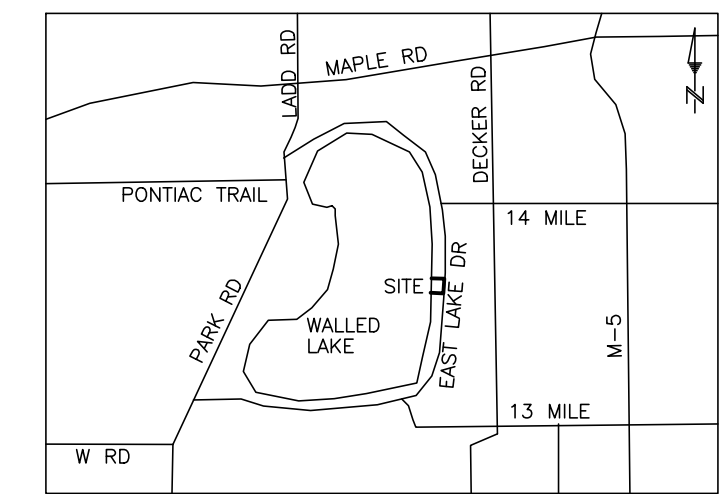 LADD RD
MAPLE RD
DECKER RD
PONTIAC TRAIL
14 MILE
SITE
EAST LAKE DR
PARK RD
WALLED
LAKE
M-5
13 MILE
W RD
N